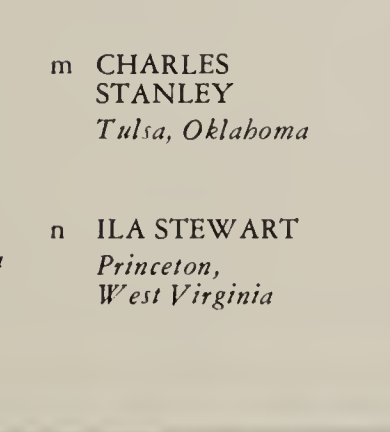 m CHARLES
STANLEY
Tulsa, Oklahoma
n ILA STEWART
Princeton,
West Virginia